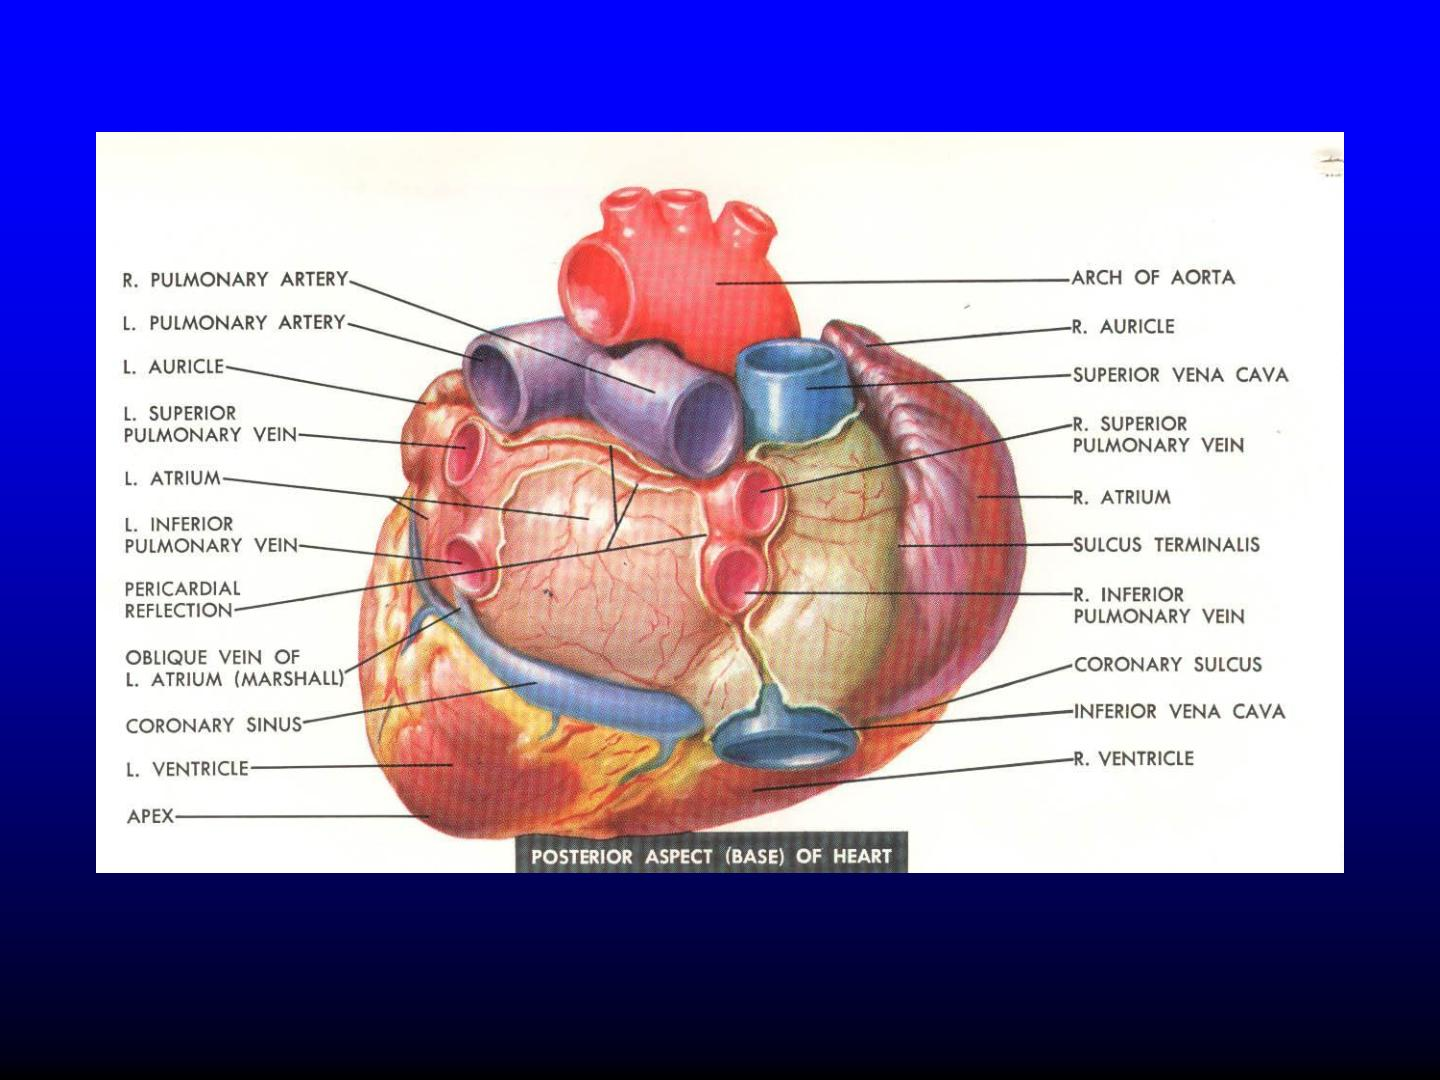 R. PULMONARY ARTERY
L. PULMONARY ARTERY
L. AURICLE
L. SUPERIOR
PULMONARY VEIN
L. ATRIUM
L. INFERIOR
PULMONARY VEIN
PERICARDIAL
REFLECTION
OBLIQUE VEIN OF
L. ATRIUM (MARSHALL)
CORONARY SINUS
L. VENTRICLE
APEX
ARCH OF AORTA
R. AURICLE
SUPERIOR VENA CAVA
R. SUPERIOR
PULMONARY VEIN
R. ATRIUM
SULCUS TERMINALIS
R. INFERIOR
PULMONARY VEIN
CORONARY SULCUS
INFERIOR VENA CAVA
R. VENTRICLE
POSTERIOR ASPECT (BASE) OF HEART